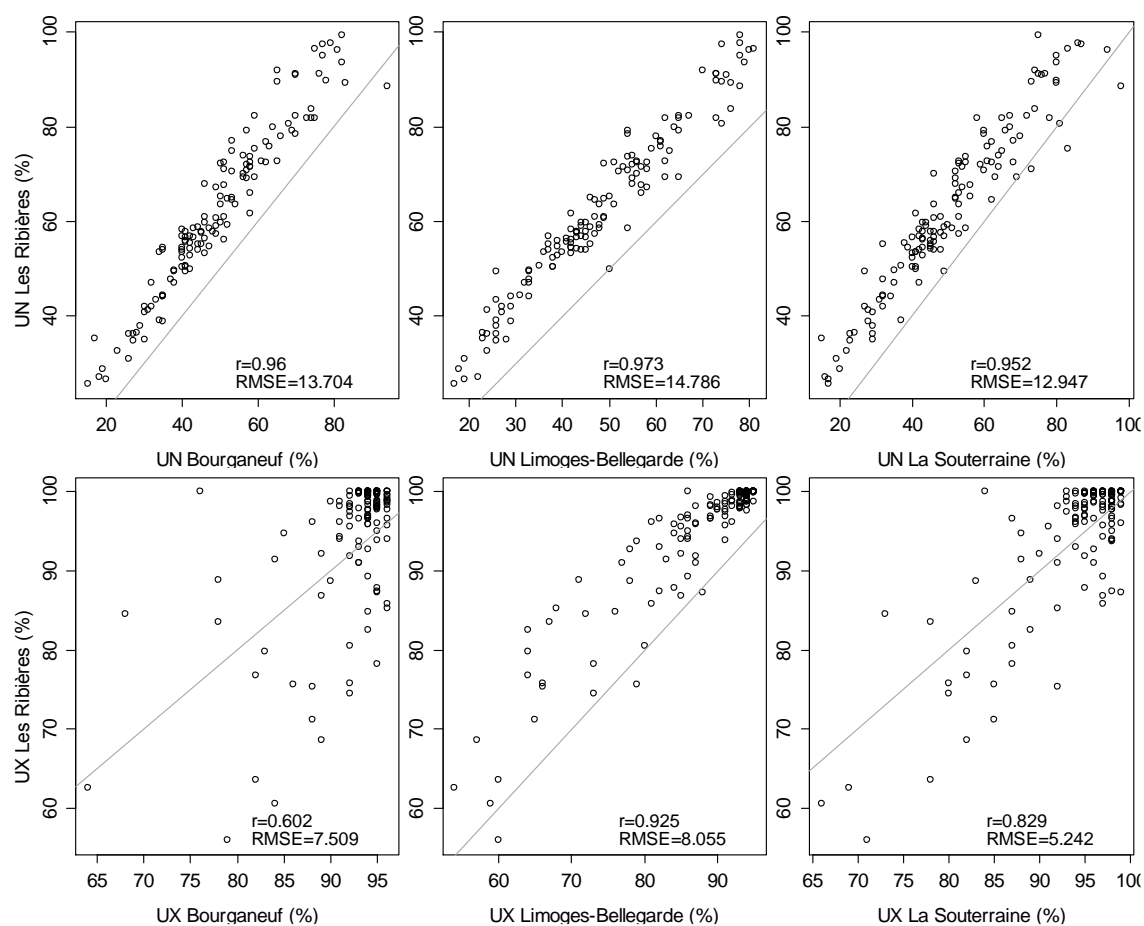 UN Les Ribières (%)
40 60 80 100
r=0.96
RMSE=13.704
20 40 60 80
UN Bourganeuf (%)
40 60 80 100
r=0.973
RMSE=14.786
20 30 40 50 60 70 80
UN Limoges-Bellegarde (%)
40 60 80 100
r=0.952
RMSE=12.947
20 40 60 80 100
UN La Souterraine (%)
UX Les Ribières (%)
60 70 80 90 100
r=0.602
RMSE=7.509
65 70 75 80 85 90 95
UX Bourganeuf (%)
60 70 80 90 100
r=0.925
RMSE=8.055
60 70 80 90
UX Limoges-Bellegarde (%)
60 70 80 90 100
r=0.829
RMSE=5.242
65 70 75 80 85 90 95 100
UX La Souterraine (%)